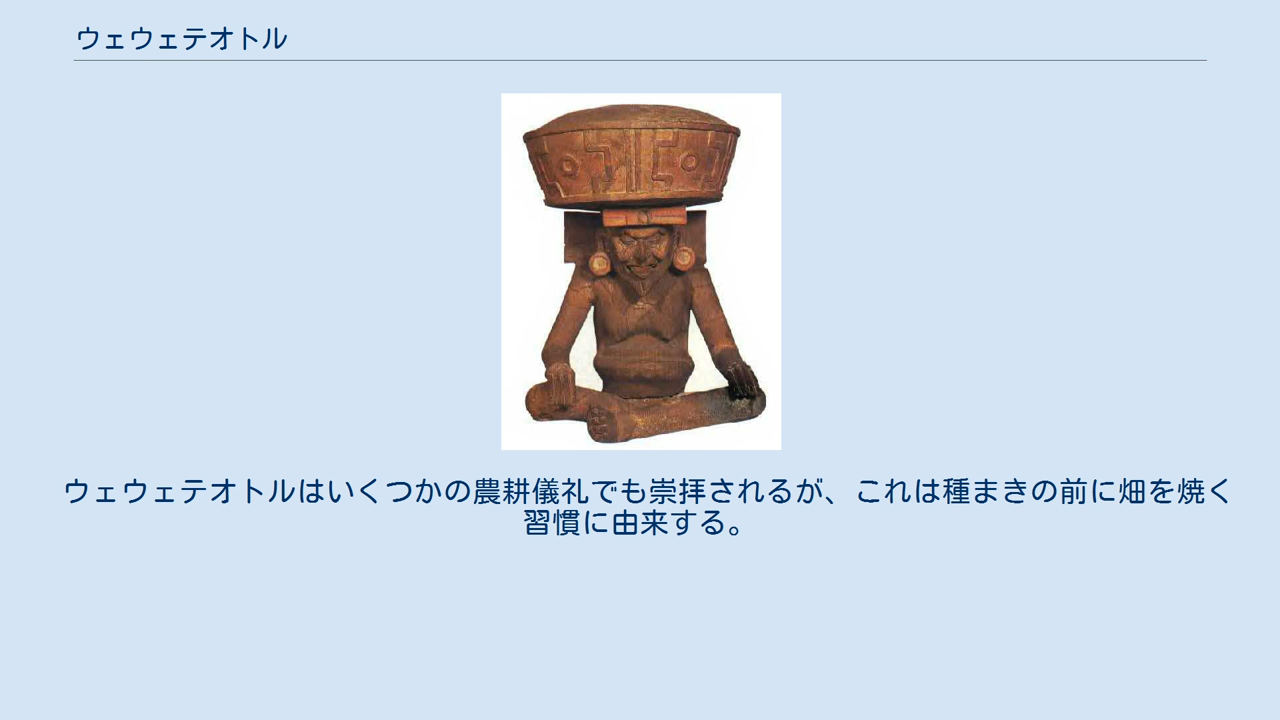 ウェウェテオトル
ウェウェテオトルはいくつかの農耕儀礼でも崇拝されるが、これは種まきの前に畑を焼く
習慣に由来する。